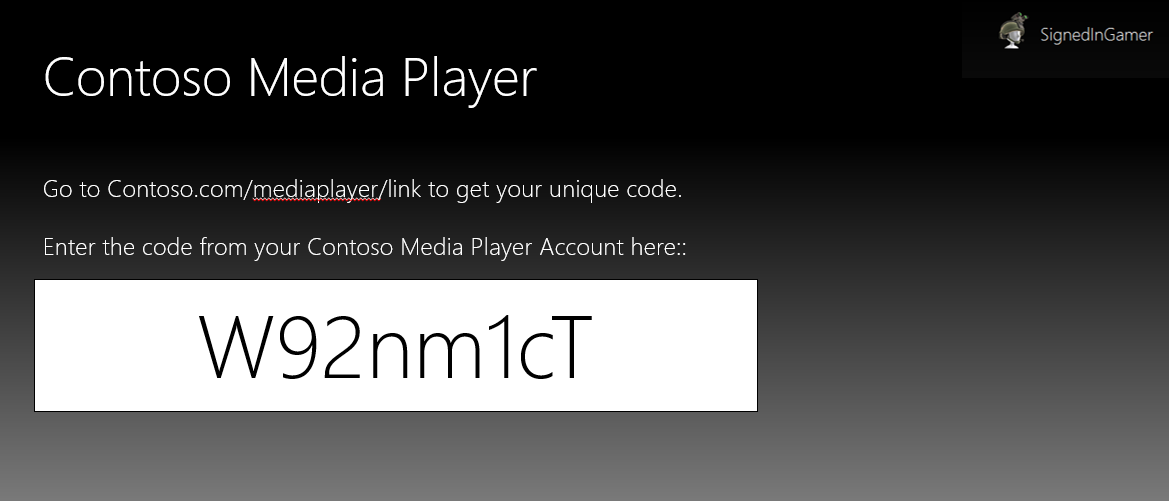 SignedInGamer
Contoso Media Player
Go to Contoso.com/mediaplayer/link to get your unique code.
Enter the code from your Contoso Media Player Account here::
W92nm1cT